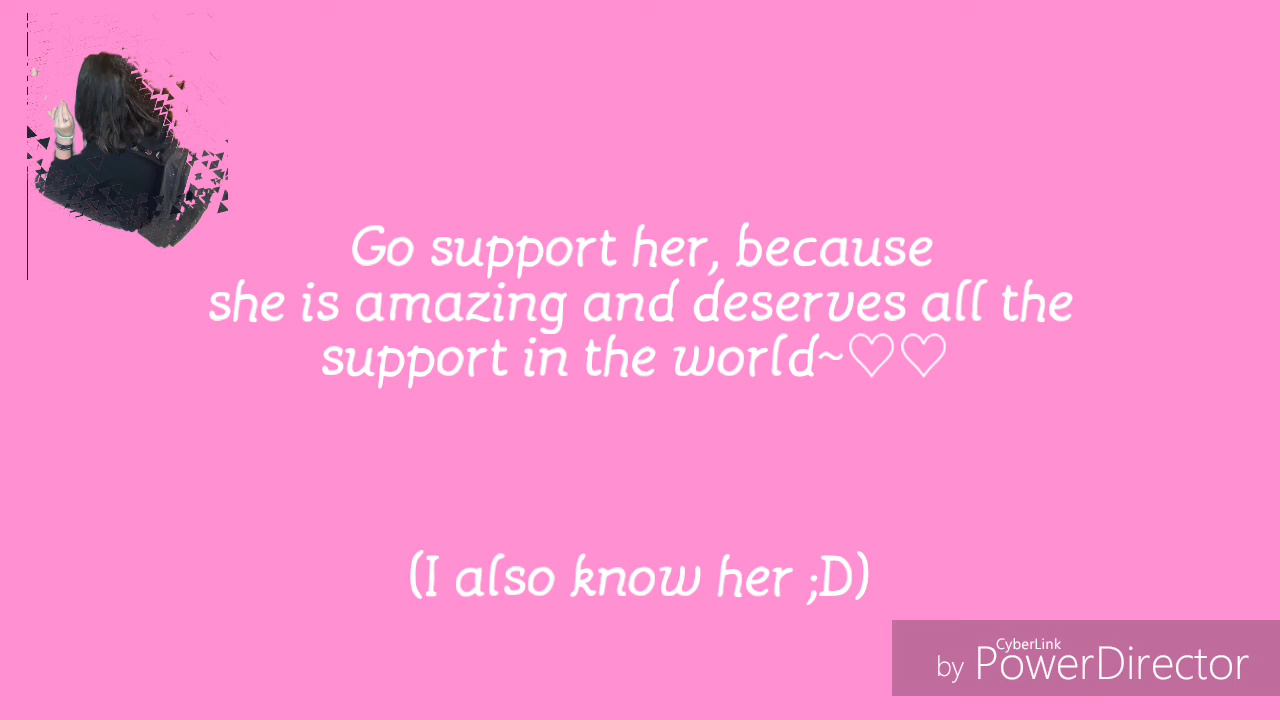 Go support her, because
she is amazing and deserves all the
support in the world~♡♡
(I also know her ;D)
CyberLink
by PowerDirector